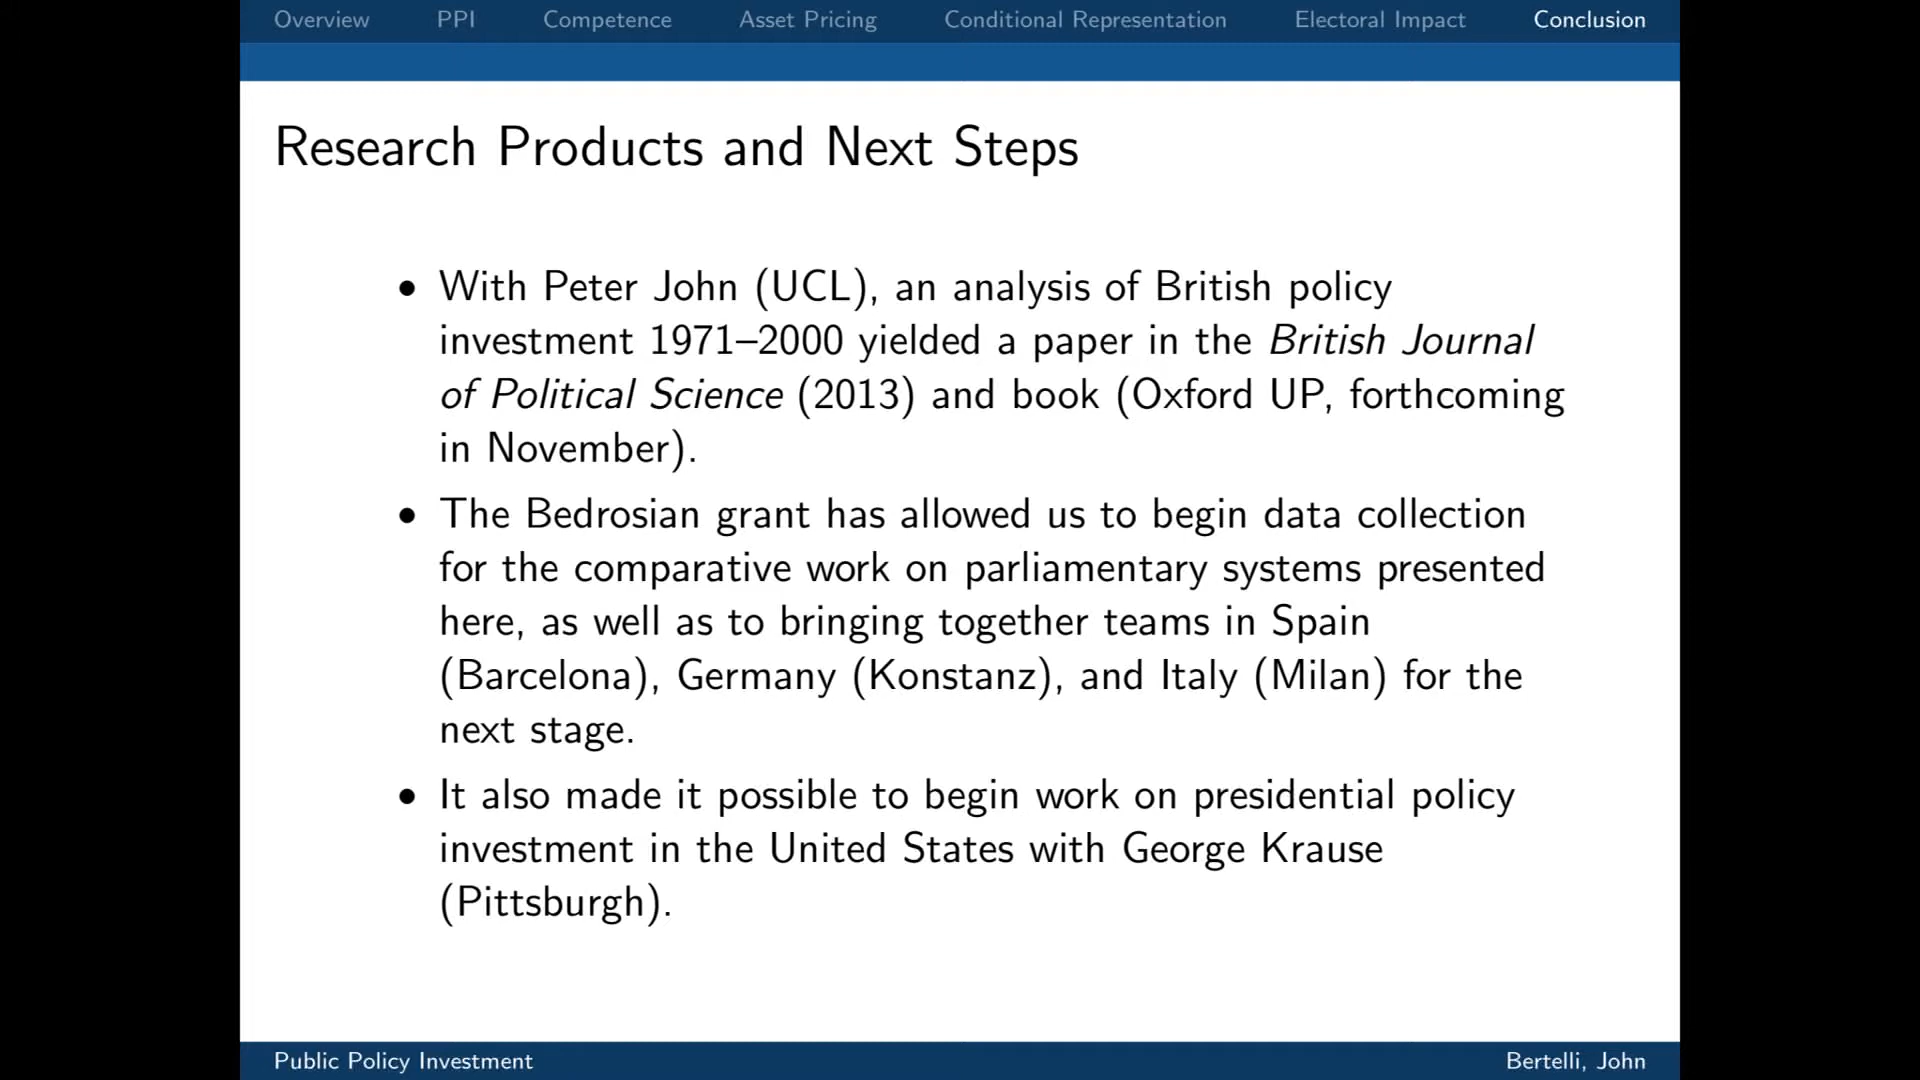 Overview PPI Competence Asset Pricing Conditional Representation Electoral Impact Conclusion
Research Products and Next Steps
• With Peter John (UCL), an analysis of British policy
investment 1971–2000 yielded a paper in the British Journal
of Political Science (2013) and book (Oxford UP, forthcoming
in November).
• The Bedrosian grant has allowed us to begin data collection
for the comparative work on parliamentary systems presented
here, as well as to bringing together teams in Spain
(Barcelona), Germany (Konstanz), and Italy (Milan) for the
next stage.
• It also made it possible to begin work on presidential policy
investment in the United States with George Krause
(Pittsburgh).
Public Policy Investment Bertelli, John